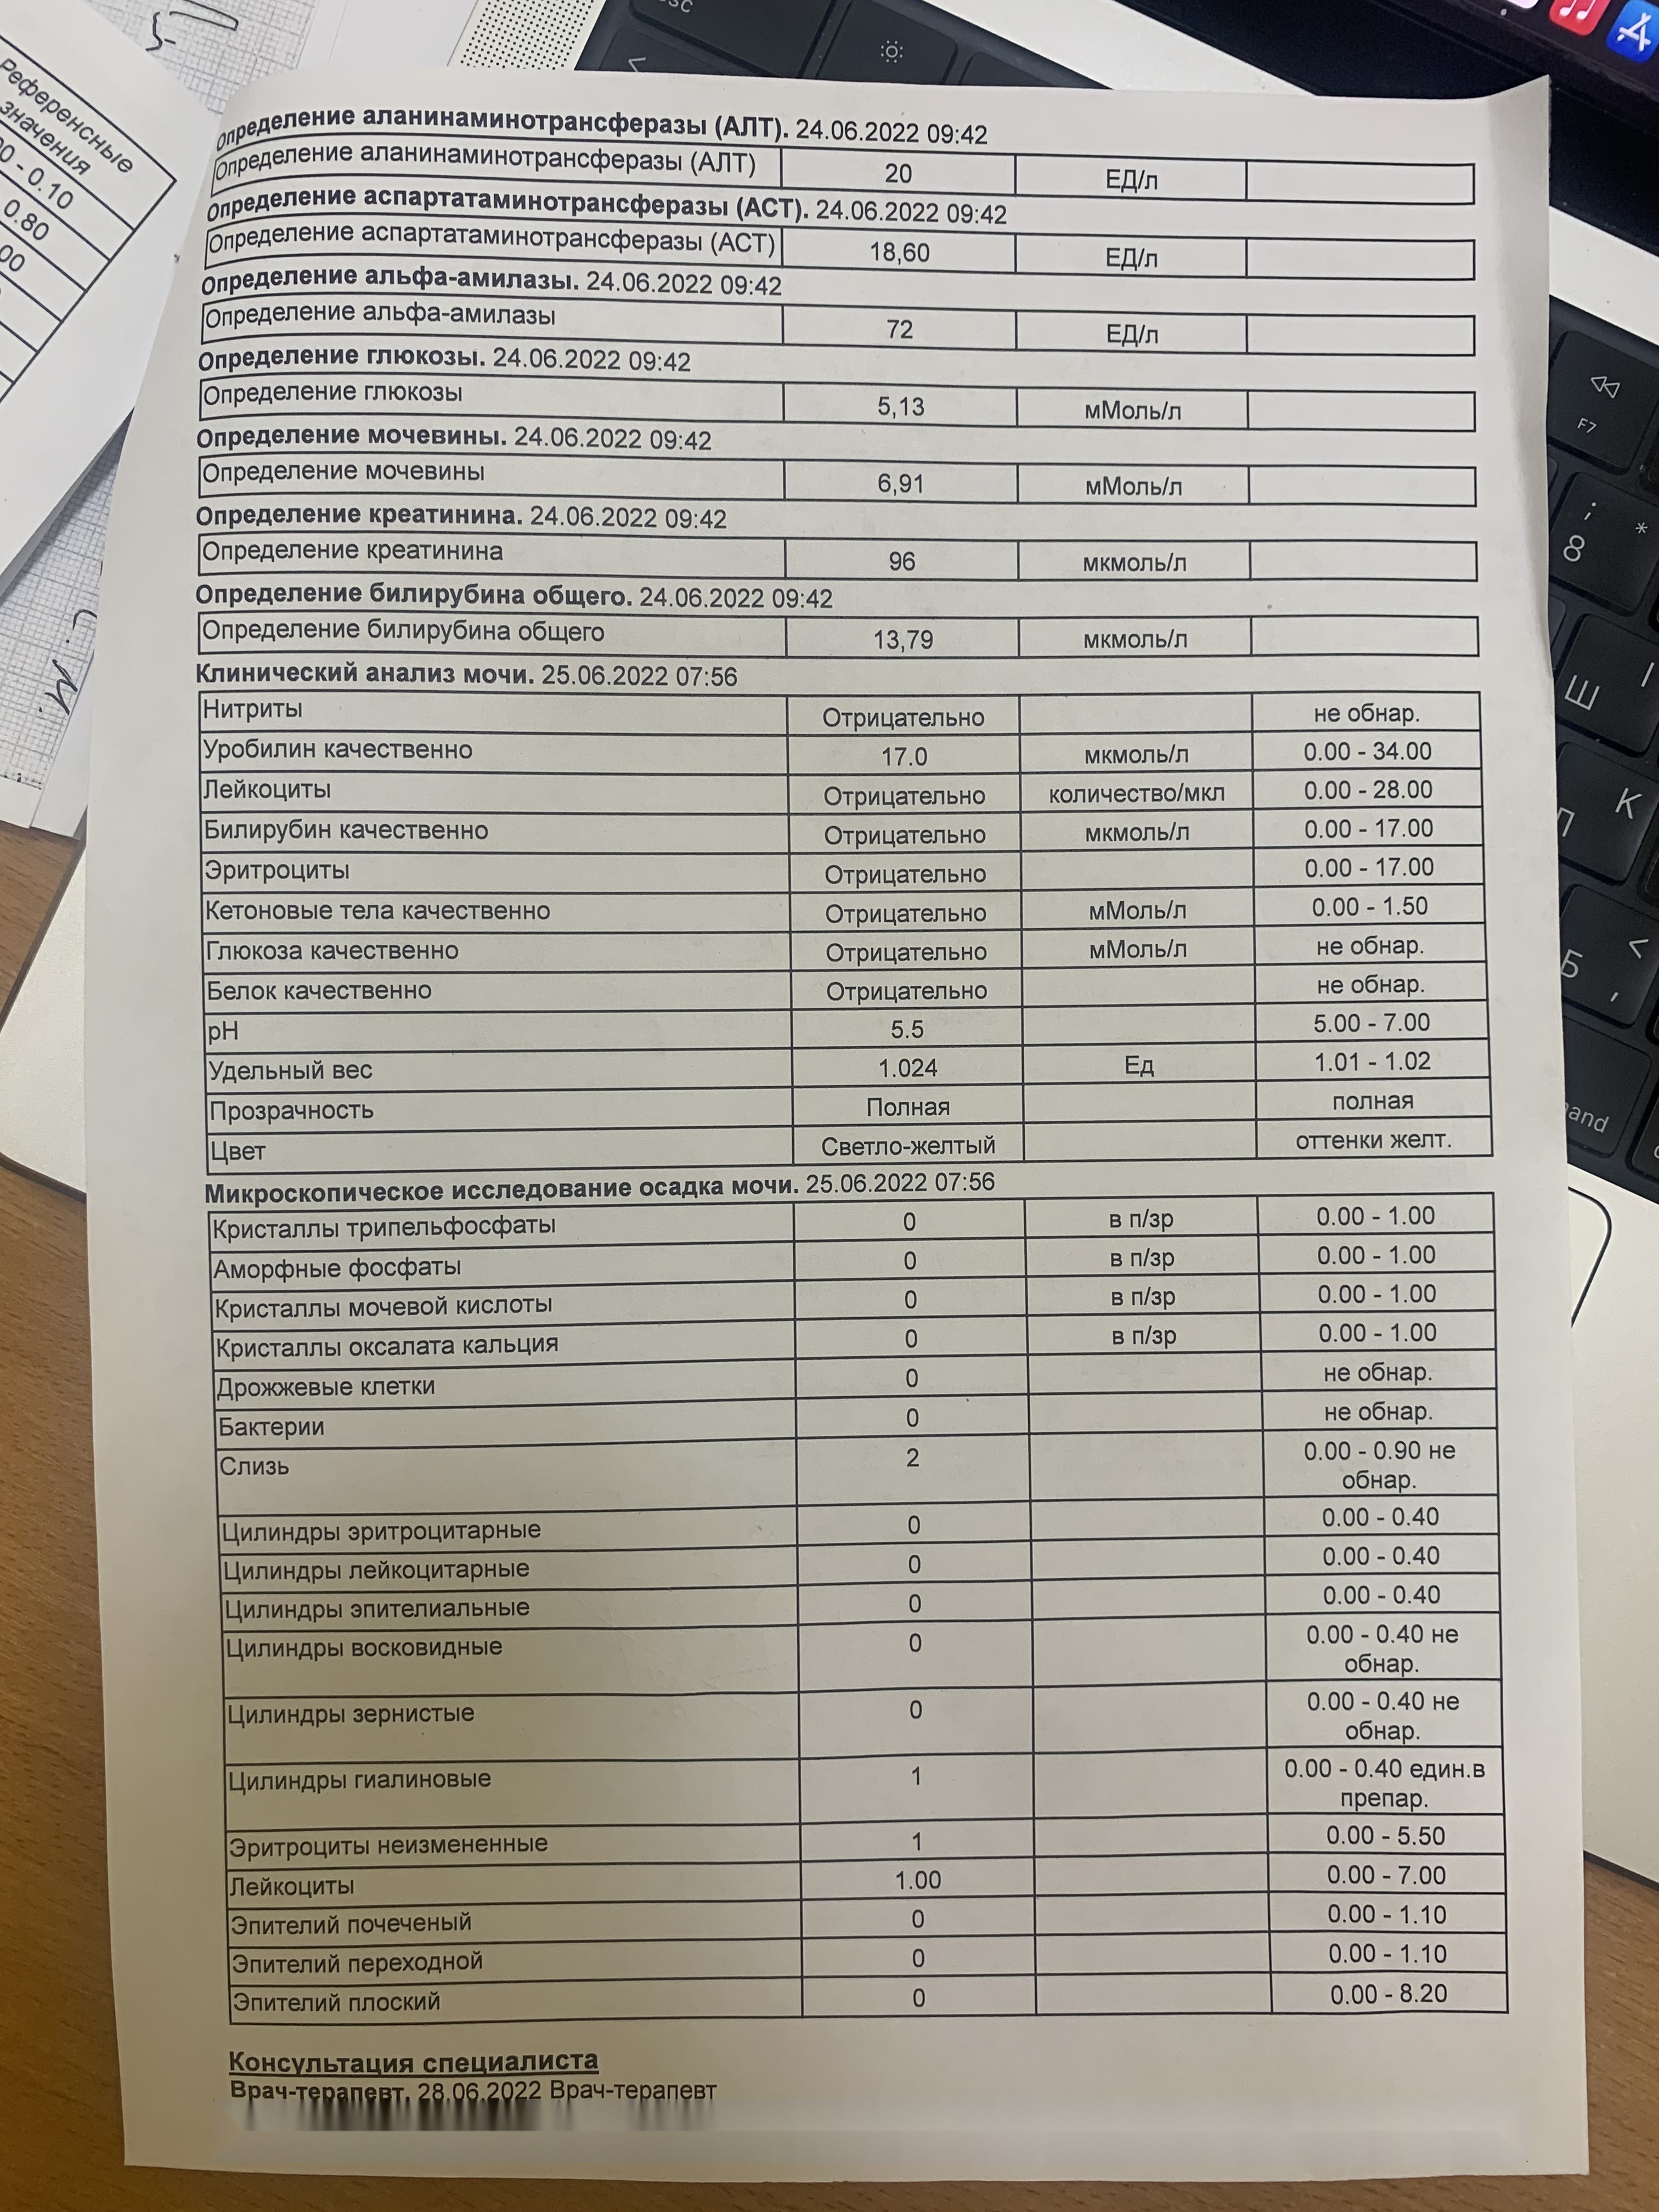 Референсные
значения
0 - 0.10
0.80
00
Определение аланинаминотрансферазы (АЛТ). 24.06.2022 09:42
Определение аланинаминотрансферазы (АЛТ) 20 ЕД/л
Определение аспартатаминотрансферазы (АСТ). 24.06.2022 09:42
Определение аспартатаминотрансферазы (АСТ) 18,60 ЕД/л
Определение альфа-амилазы. 24.06.2022 09:42
Определение альфа-амилазы 72 ЕД/л
Определение глюкозы. 24.06.2022 09:42
Определение глюкозы 5,13 мМоль/л
Определение мочевины. 24.06.2022 09:42
Определение мочевины 6,91 мМоль/л
Определение креатинина. 24.06.2022 09:42
Определение креатинина 96 мкмоль/л
Определение билирубина общего. 24.06.2022 09:42
Определение билирубина общего 13,79 мкмоль/л
Клинический анализ мочи. 25.06.2022 07:56
Нитриты Отрицательно не обнар.
Уробилин качественно 17.0 мкмоль/л 0.00 - 34.00
Лейкоциты Отрицательно количество/мкл 0.00 - 28.00
Билирубин качественно Отрицательно мкмоль/л 0.00 - 17.00
Эритроциты Отрицательно 0.00 - 17.00
Кетоновые тела качественно Отрицательно мМоль/л 0.00 - 1.50
Глюкоза качественно Отрицательно мМоль/л не обнар.
Белок качественно Отрицательно не обнар.
pH 5.5 5.00 - 7.00
Удельный вес 1.024 Ед 1.01 - 1.02
Прозрачность Полная полная
Цвет Светло-желтый оттенки желт.
Микроскопическое исследование осадка мочи. 25.06.2022 07:56
Кристаллы трипельфосфаты 0 в п/зр 0.00 - 1.00
Аморфные фосфаты 0 в п/зр 0.00 - 1.00
Кристаллы мочевой кислоты 0 в п/зр 0.00 - 1.00
Кристаллы оксалата кальция 0 в п/зр 0.00 - 1.00
Дрожжевые клетки 0 не обнар.
Бактерии 0 не обнар.
Слизь 2 0.00 - 0.90 не
обнар.
Цилиндры эритроцитарные 0 0.00 - 0.40
Цилиндры лейкоцитарные 0 0.00 - 0.40
Цилиндры эпителиальные 0 0.00 - 0.40
Цилиндры восковидные 0 0.00 - 0.40 не
обнар.
Цилиндры зернистые 0 0.00 - 0.40 не
обнар.
Цилиндры гиалиновые 1 0.00 - 0.40 един.в
препар.
Эритроциты неизмененные 1 0.00 - 5.50
Лейкоциты 1.00 0.00 - 7.00
Эпителий почеченый 0 0.00 - 1.10
Эпителий переходной 0 0.00 - 1.10
Эпителий плоский 0 0.00 - 8.20
Консультация специалиста
Врач-терапевт. 28.06.2022 Врач-терапевт
F7
; * 8
Ш
К
Б < ,